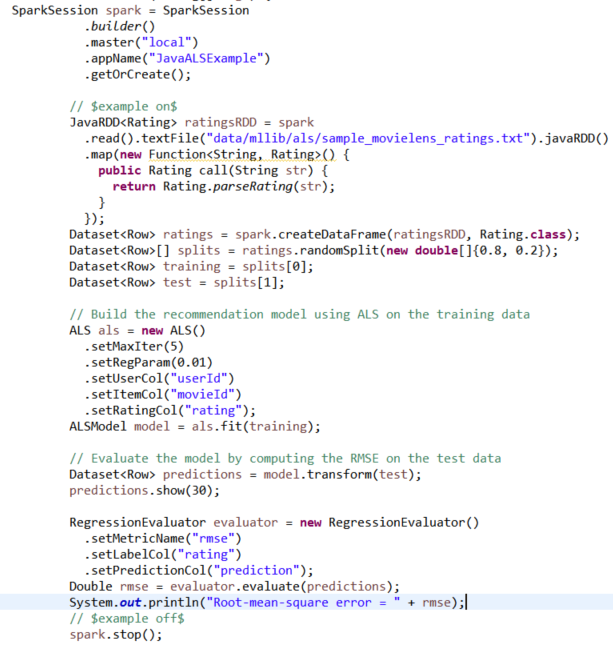 SparkSession spark = SparkSession
.builder()
.master("local")
.appName("JavaALSExample")
.getOrCreate();
// $example on$
JavaRDD<Rating> ratingsRDD = spark
.read().textFile("data/mllib/als/sample_movielens_ratings.txt").javaRDD()
.map(new Function<String, Rating>() {
public Rating call(String str) {
return Rating.parseRating(str);
}
});
Dataset<Row> ratings = spark.createDataFrame(ratingsRDD, Rating.class);
Dataset<Row>[] splits = ratings.randomSplit(new double[]{0.8, 0.2});
Dataset<Row> training = splits[0];
Dataset<Row> test = splits[1];
// Build the recommendation model using ALS on the training data
ALS als = new ALS()
.setMaxIter(5)
.setRegParam(0.01)
.setUserCol("userId")
.setItemCol("movieId")
.setRatingCol("rating");
ALSModel model = als.fit(training);
// Evaluate the model by computing the RMSE on the test data
Dataset<Row> predictions = model.transform(test);
predictions.show(30);
RegressionEvaluator evaluator = new RegressionEvaluator()
.setMetricName("rmse")
.setLabelCol("rating")
.setPredictionCol("prediction");
Double rmse = evaluator.evaluate(predictions);
System.out.println("Root-mean-square error = " + rmse);
// $example off$
spark.stop();